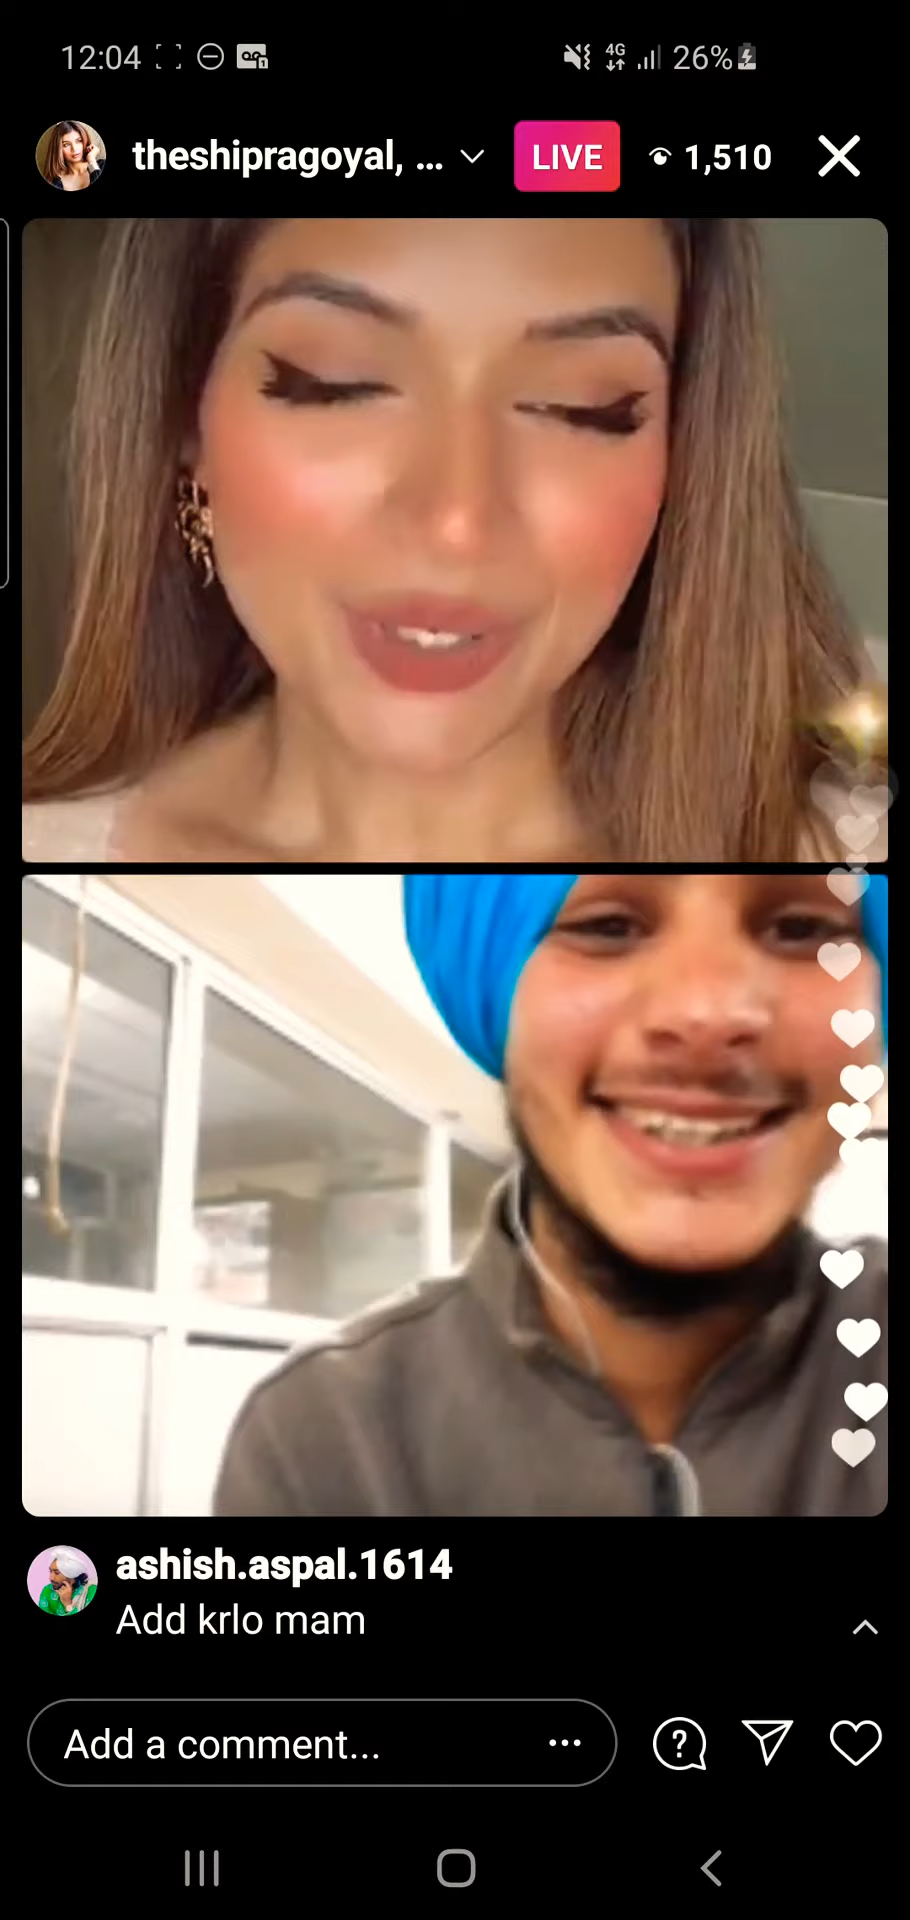 12:04 4G 26%
theshipragoyal, ... LIVE 1,510
ashish.aspal.1614
Add krlo mam
Add a comment...